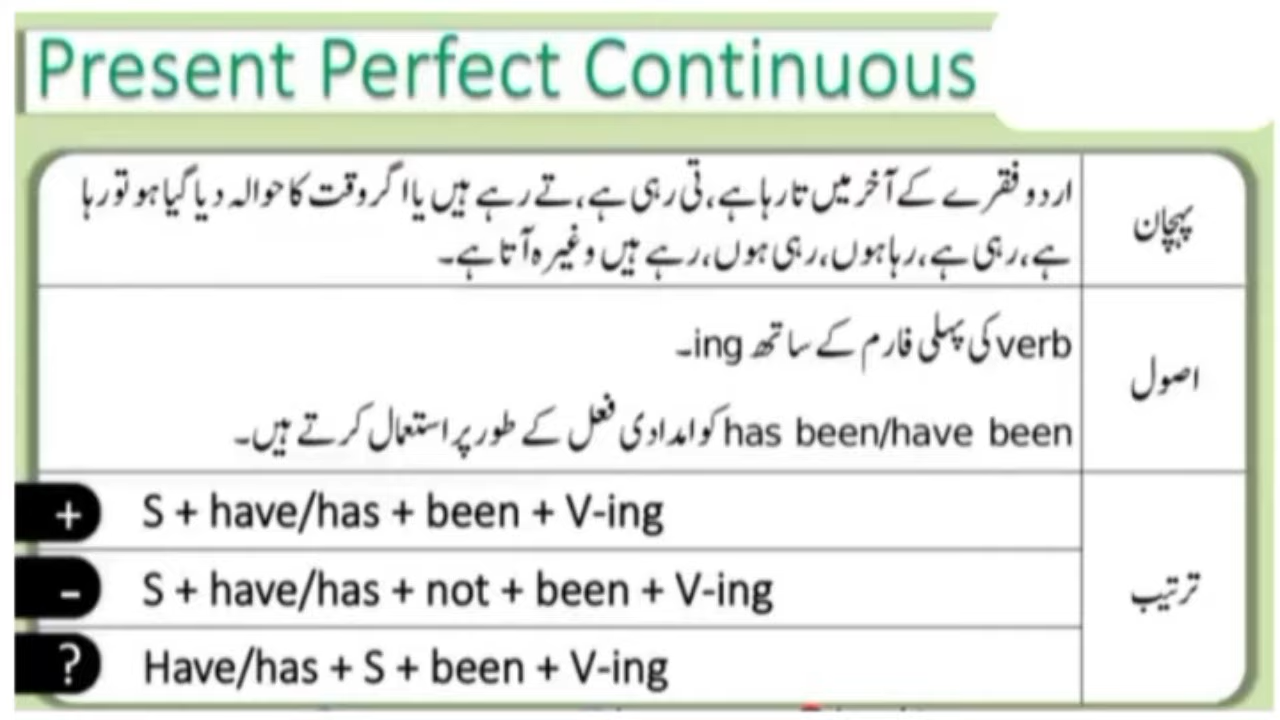 Present Perfect Continuous
پہچان
اردو فقرے کے آخر میں تا رہا ہے، تی رہی ہے، تے رہے ہیں یا اگر وقت کا حوالہ دیا گیا ہو تو رہا
ہے، رہی ہے، رہا ہوں، رہی ہوں، رہے ہیں وغیرہ آتا ہے۔
اصول
verb کی پہلی فارم کے ساتھ ing۔
has been/have been کو امدادی فعل کے طور پر استعمال کرتے ہیں۔
ترتیب
+ S + have/has + been + V-ing
- S + have/has + not + been + V-ing
? Have/has + S + been + V-ing